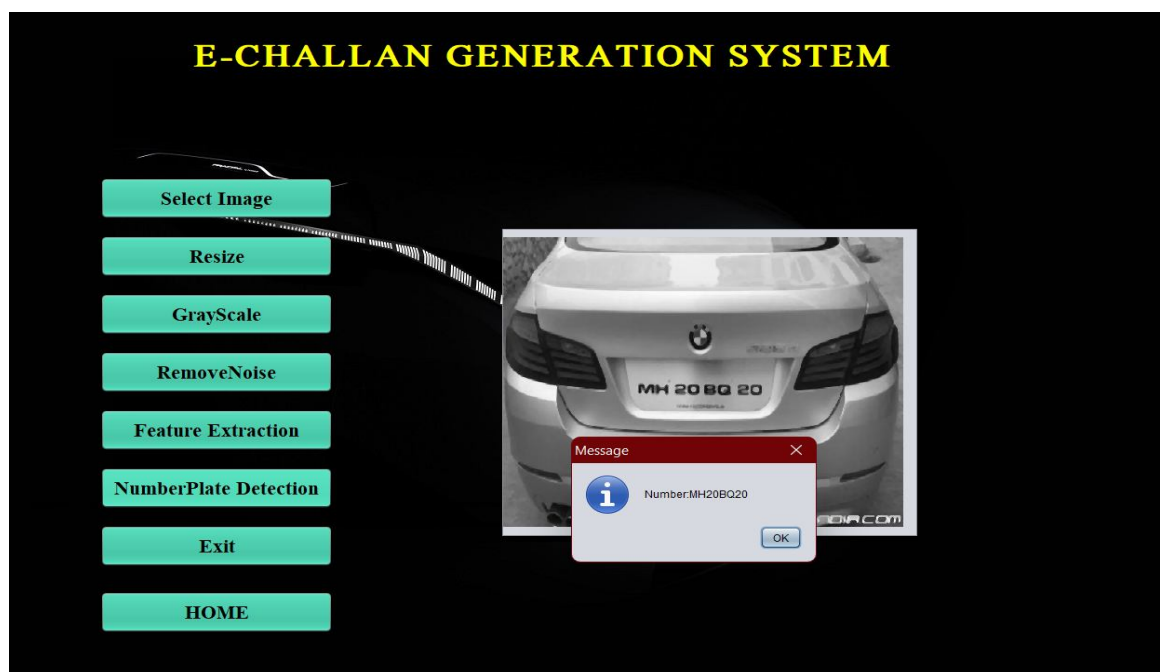 E-CHALLAN GENERATION SYSTEM
Select Image
Resize
GrayScale
RemoveNoise
Feature Extraction
NumberPlate Detection
Exit
HOME
MH 20 BQ 20
Message
Number:MH20BQ20
OK